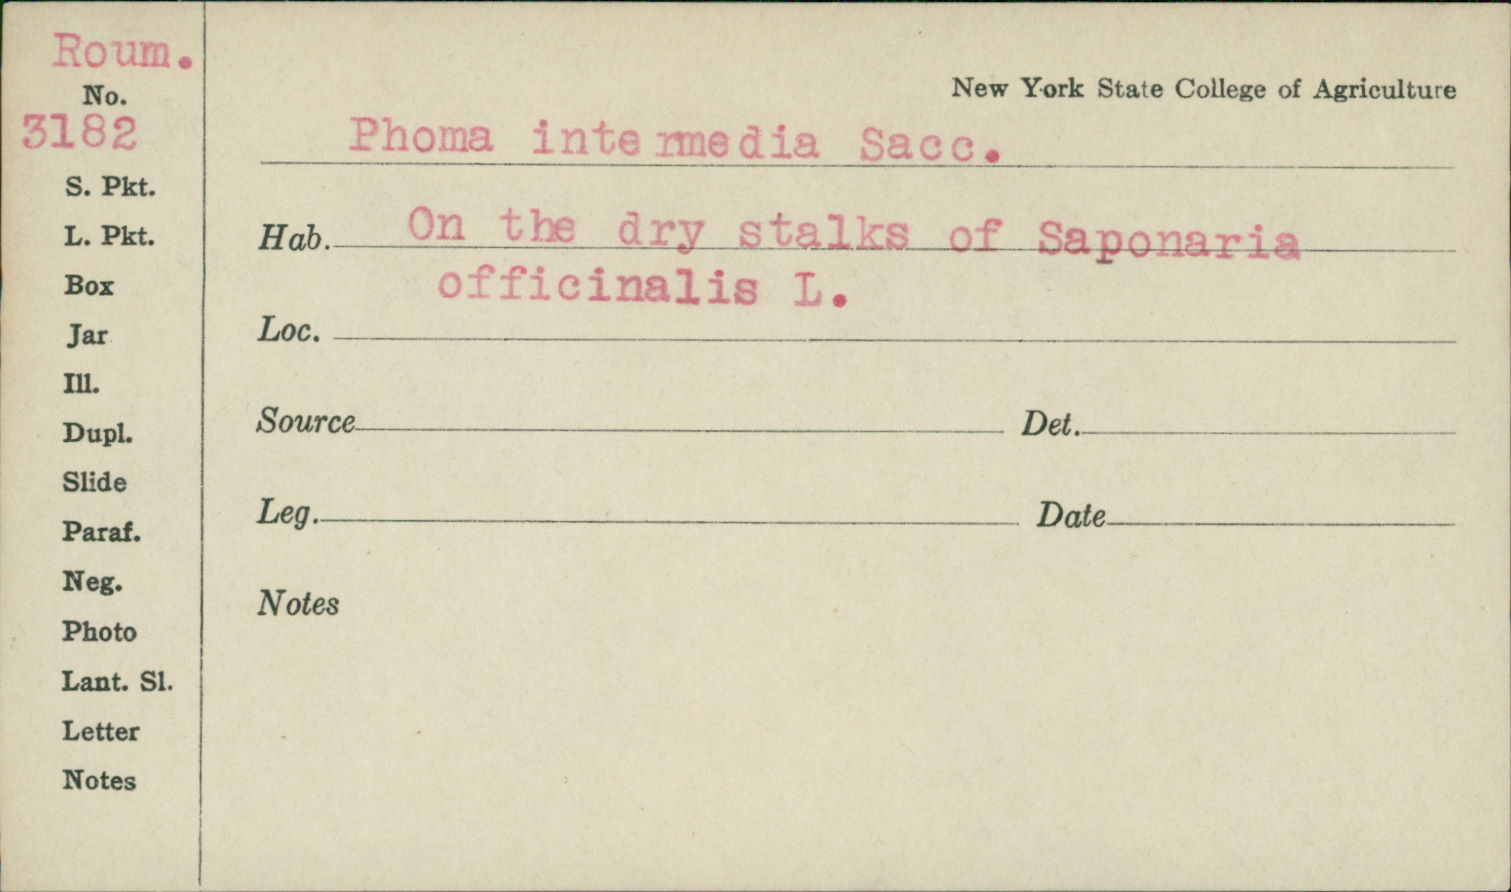 Roum.
No.
3182
S. Pkt.
L. Pkt.
Box
Jar
Ill.
Dupl.
Slide
Paraf.
Neg.
Photo
Lant. Sl.
Letter
Notes
New York State College of Agriculture
Phoma intermedia Sacc.
Hab. On the dry stalks of Saponaria
officinalis L.
Loc.
Source Det.
Leg. Date
Notes